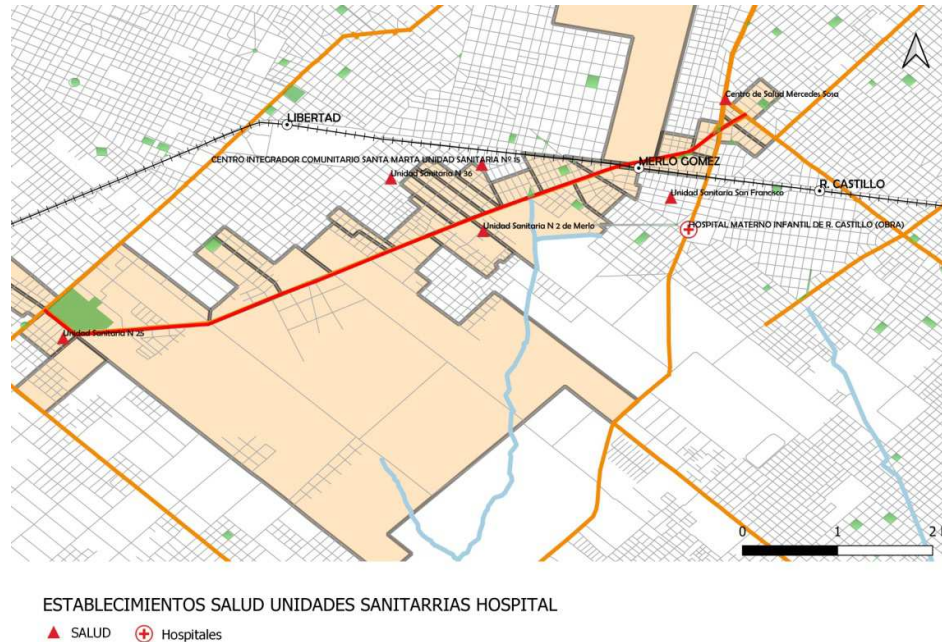 Centro de Salud Mercedes Sosa
LIBERTAD
CENTRO INTEGRADOR COMUNITARIO SANTA MARTA UNIDAD SANITARIA Nº 15
MERLO GOMEZ
Unidad Sanitaria N 36
R. CASTILLO
Unidad Sanitaria San Francisco
Unidad Sanitaria N 2 de Merlo
HOSPITAL MATERNO INFANTIL DE R. CASTILLO (OBRA)
Unidad Sanitaria N 25
0 1 2
ESTABLECIMIENTOS SALUD UNIDADES SANITARRIAS HOSPITAL
SALUD Hospitales